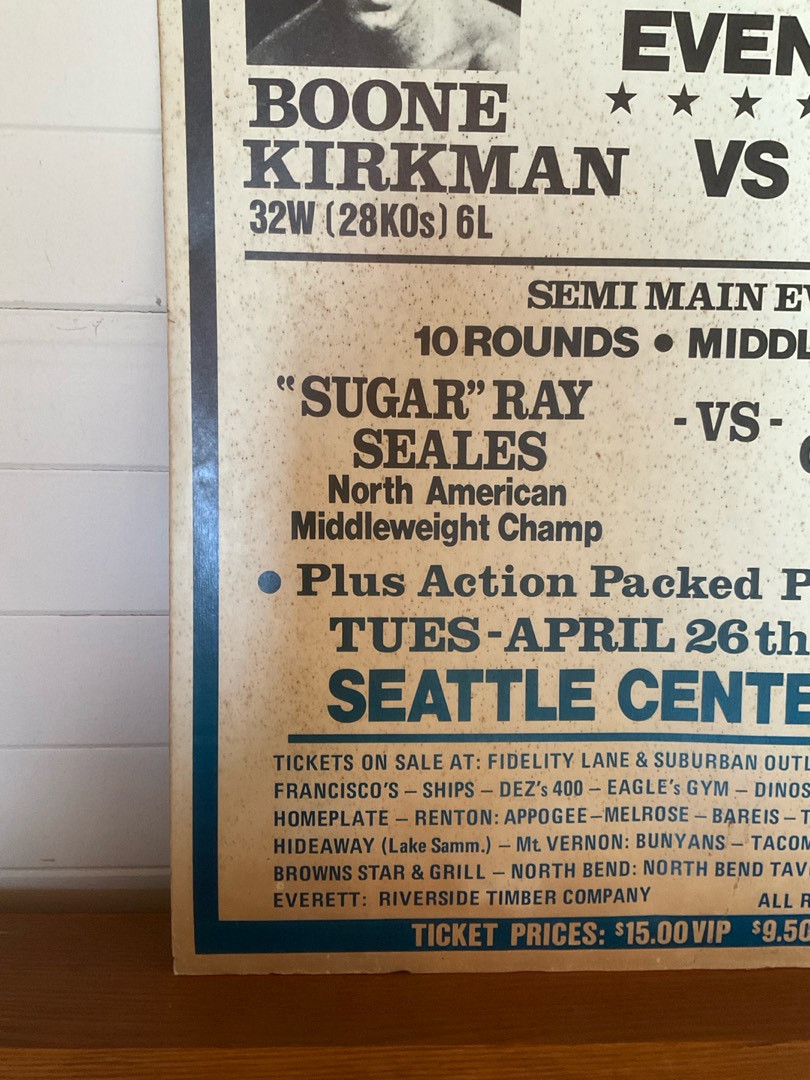 EVEN
★ ★ ★ ★
BOONE
KIRKMAN VS
32W (28KOs) 6L
SEMI MAIN EV
10 ROUNDS • MIDDL
"SUGAR" RAY
SEALES
-VS-
North American
Middleweight Champ
• Plus Action Packed P
TUES-APRIL 26th
SEATTLE CENTE
TICKETS ON SALE AT: FIDELITY LANE & SUBURBAN OUTL
FRANCISCO'S – SHIPS – DEZ's 400 – EAGLE's GYM – DINOS
HOMEPLATE – RENTON: APPOGEE – MELROSE – BAREIS – T
HIDEAWAY (Lake Samm.) – Mt. VERNON: BUNYANS – TACOM
BROWNS STAR & GRILL – NORTH BEND: NORTH BEND TAV
EVERETT: RIVERSIDE TIMBER COMPANY ALL R
TICKET PRICES: $15.00 VIP $9.50